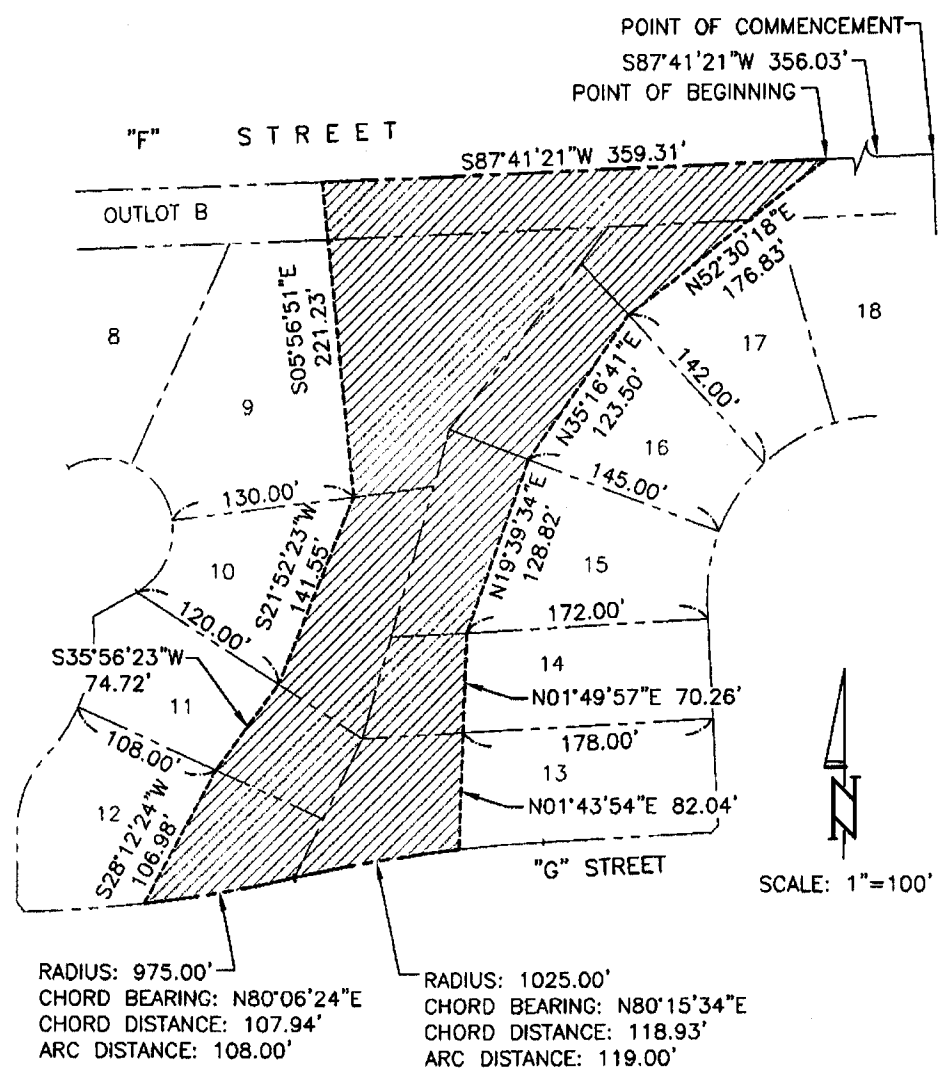 POINT OF COMMENCEMENT
S87°41'21"W 356.03'
POINT OF BEGINNING
"F" STREET
S87°41'21"W 359.31'
OUTLOT B
N52°30'18"E
176.83'
S05°56'51"E
221.23'
8
17
18
142.00'
N35°16'41"E
123.50'
9
16
145.00'
130.00'
N19°39'34"E
128.82'
S21°52'23"W
141.55'
10
15
120.00'
172.00'
S35°56'23"W
74.72'
14
11
N01°49'57"E 70.26'
108.00'
178.00'
13
12
N01°43'54"E 82.04'
S28°12'24"W
106.98'
"G" STREET
N
SCALE: 1"=100'
RADIUS: 975.00'
CHORD BEARING: N80°06'24"E
CHORD DISTANCE: 107.94'
ARC DISTANCE: 108.00'
RADIUS: 1025.00'
CHORD BEARING: N80°15'34"E
CHORD DISTANCE: 118.93'
ARC DISTANCE: 119.00'